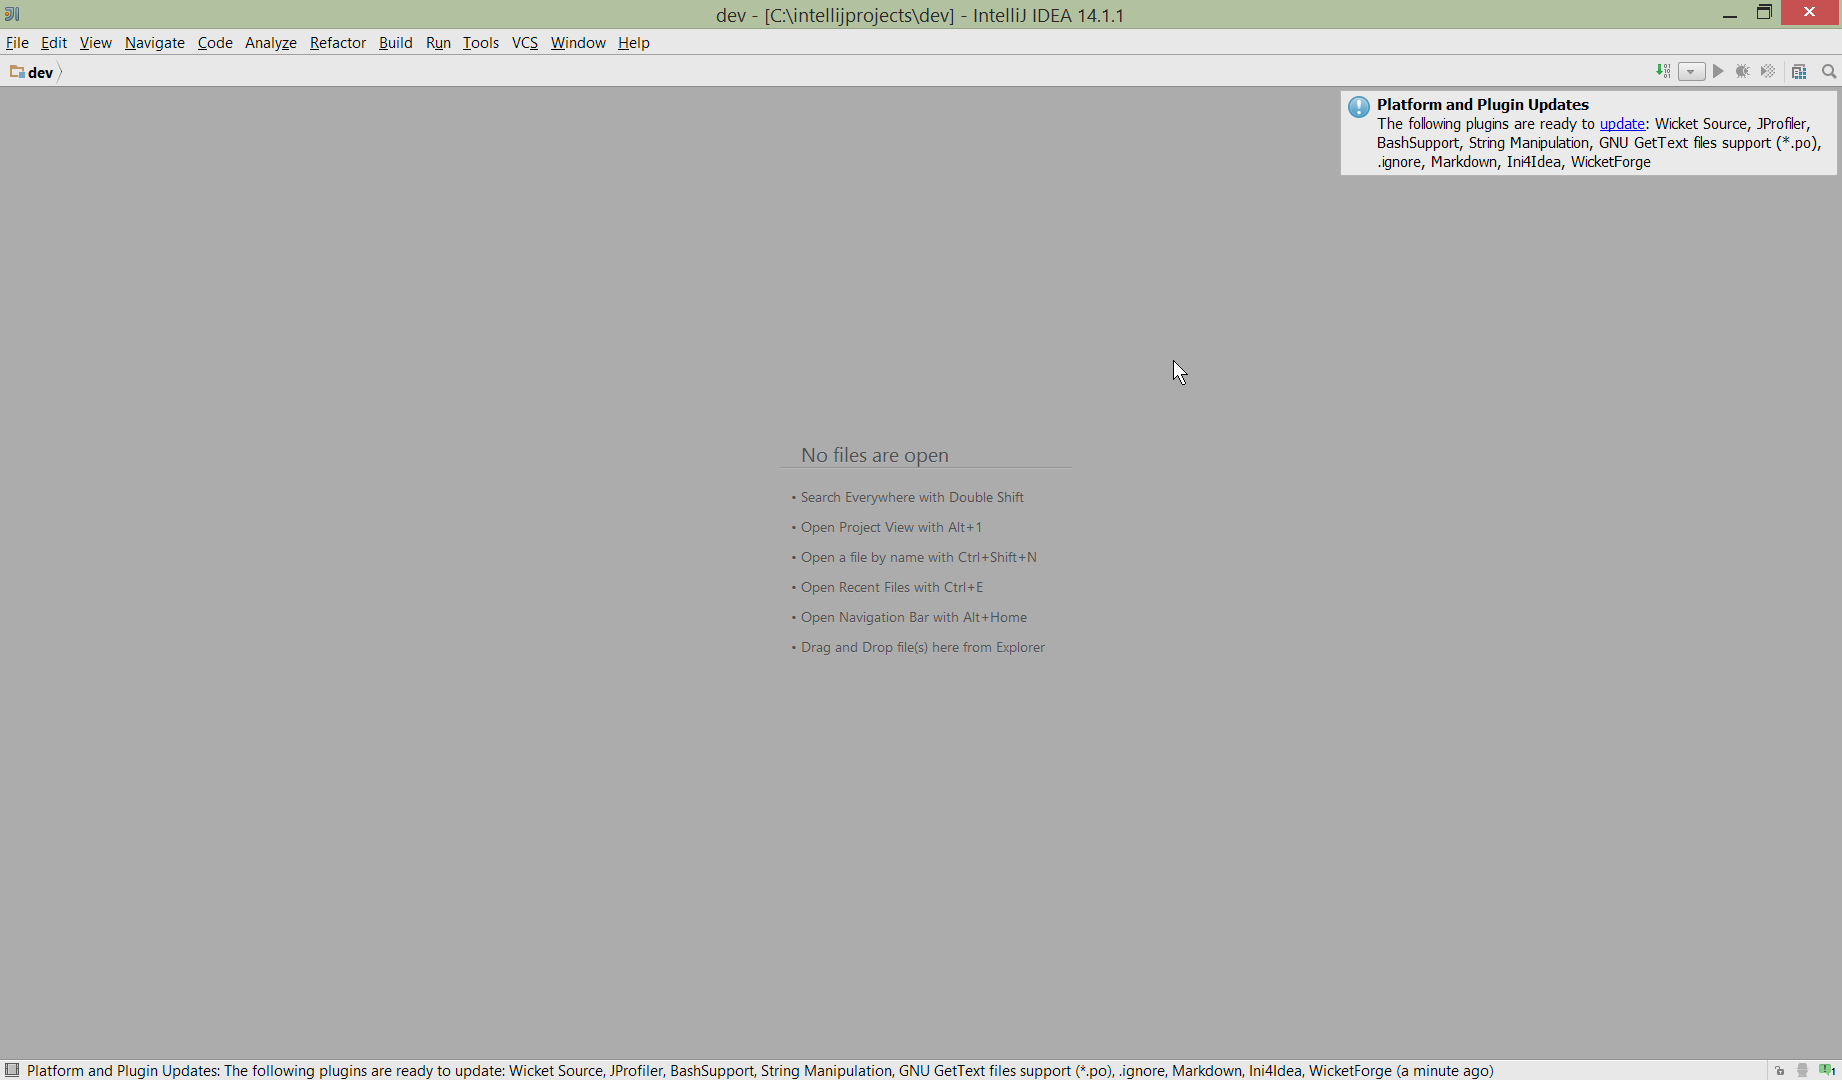 dev - [C:\intellijprojects\dev] - IntelliJ IDEA 14.1.1
File Edit View Navigate Code Analyze Refactor Build Run Tools VCS Window Help
dev
Platform and Plugin Updates
The following plugins are ready to update: Wicket Source, JProfiler,
BashSupport, String Manipulation, GNU GetText files support (*.po),
.ignore, Markdown, Ini4Idea, WicketForge
No files are open
• Search Everywhere with Double Shift
• Open Project View with Alt+1
• Open a file by name with Ctrl+Shift+N
• Open Recent Files with Ctrl+E
• Open Navigation Bar with Alt+Home
• Drag and Drop file(s) here from Explorer
Platform and Plugin Updates: The following plugins are ready to update: Wicket Source, JProfiler, BashSupport, String Manipulation, GNU GetText files support (*.po), .ignore, Markdown, Ini4Idea, WicketForge (a minute ago) 1